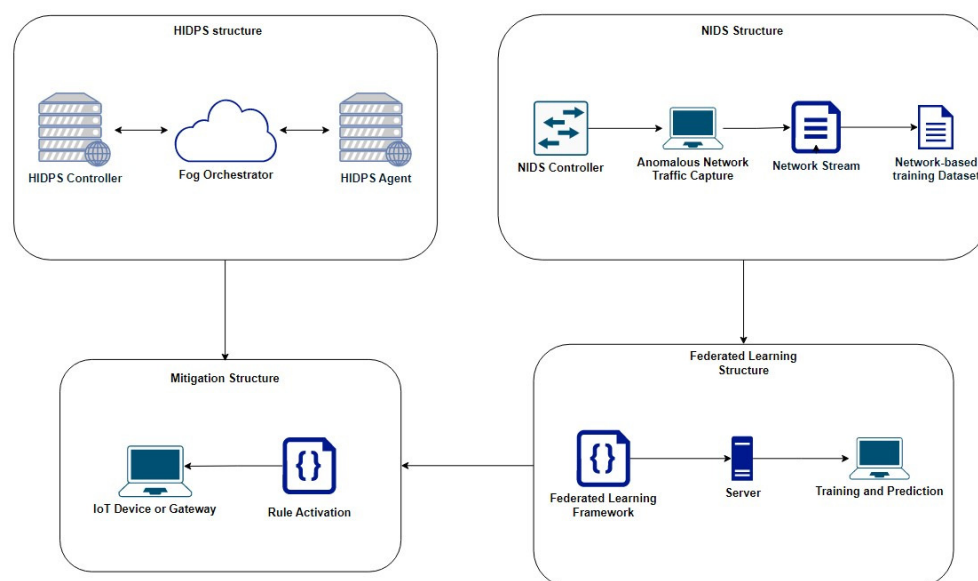 HIDPS structure
HIDPS Controller
Fog Orchestrator
HIDPS Agent
NIDS Structure
NIDS Controller
Anomalous Network
Traffic Capture
Network Stream
Network-based
training Dataset
Mitigation Structure
IoT Device or Gateway
Rule Activation
Federated Learning
Structure
Federated Learning
Framework
Server
Training and Prediction